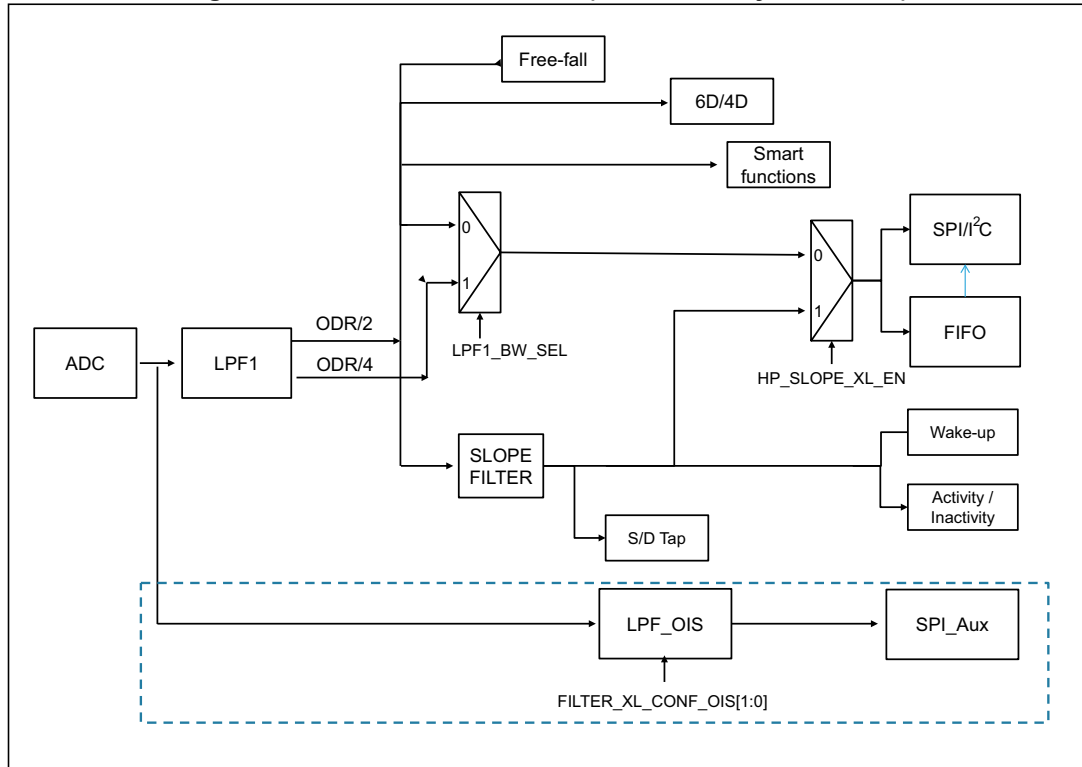 Free-fall
6D/4D
Smart
functions
0
1
LPF1_BW_SEL
0
1
HP_SLOPE_XL_EN
SPI/I²C
FIFO
ADC
LPF1
ODR/2
ODR/4
SLOPE
FILTER
Wake-up
Activity /
Inactivity
S/D Tap
LPF_OIS
SPI_Aux
FILTER_XL_CONF_OIS[1:0]